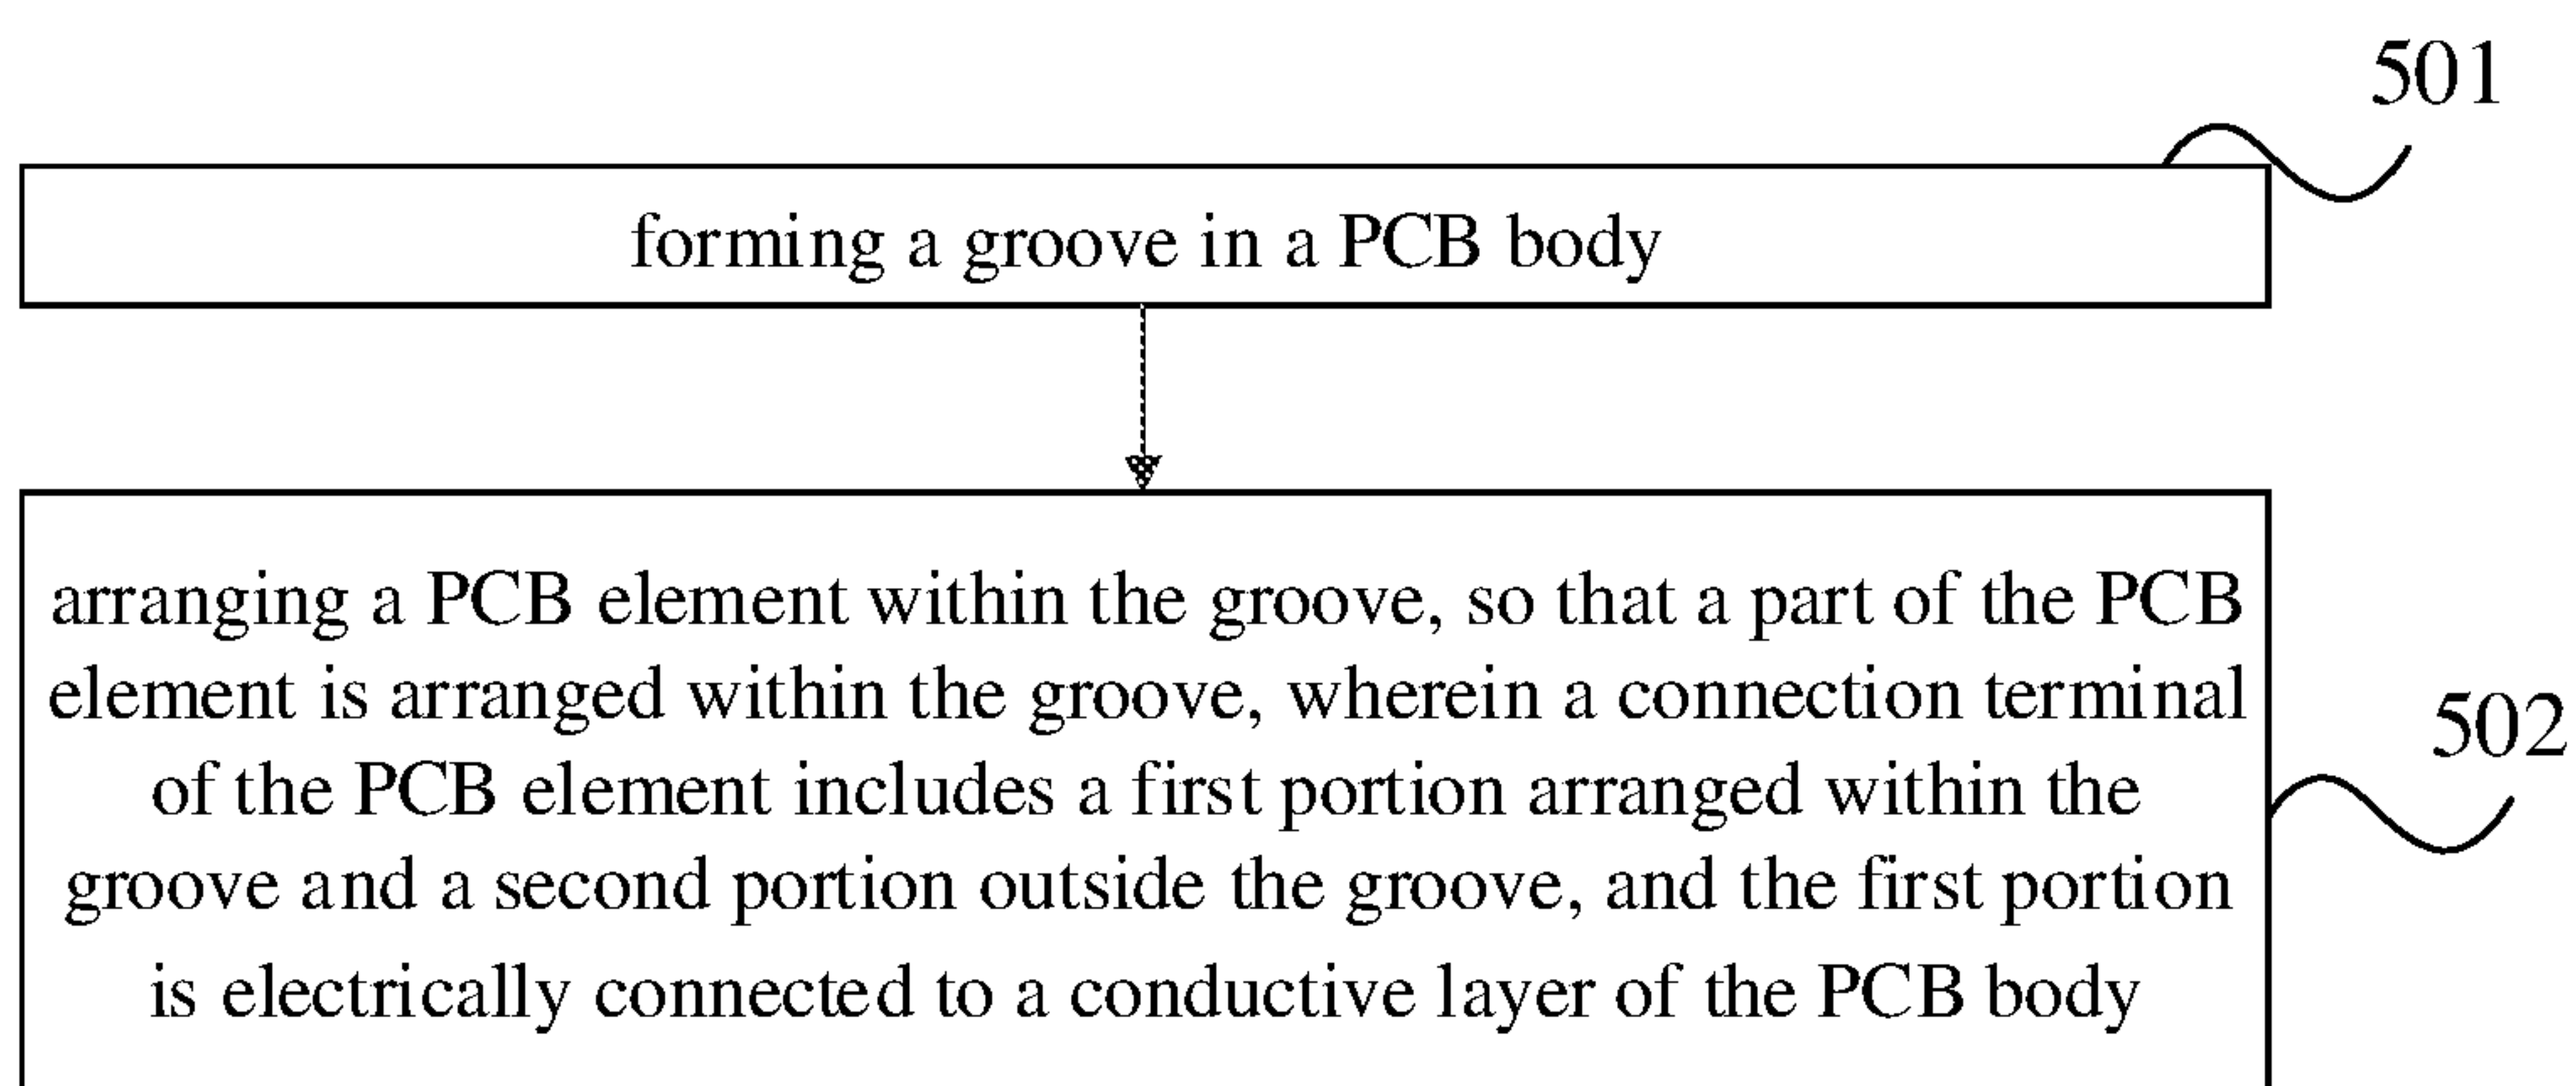 501
forming a groove in a PCB body
arranging a PCB element within the groove, so that a part of the PCB
element is arranged within the groove, wherein a connection terminal
of the PCB element includes a first portion arranged within the
groove and a second portion outside the groove, and the first portion
is electrically connected to a conductive layer of the PCB body
502